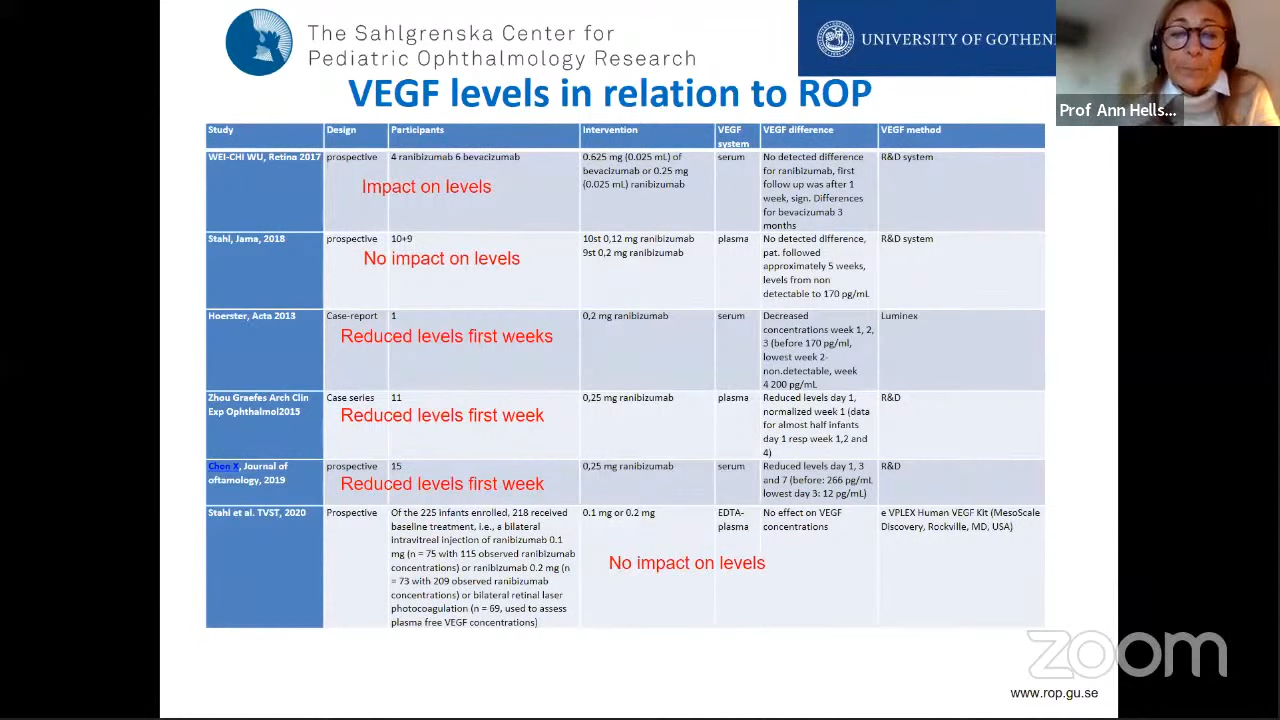 The Sahlgrenska Center for
Pediatric Ophthalmology Research
UNIVERSITY OF GOTHEN
Prof Ann Hells...
VEGF levels in relation to ROP
Study Design Participants Intervention VEGF system VEGF difference VEGF method
WEI-CHI WU, Retina 2017 prospective 4 ranibizumab 6 bevacizumab
Impact on levels
0.625 mg (0.025 mL) of
bevacizumab or 0.25 mg
(0.025 mL) ranibizumab
serum
No detected difference
for ranibizumab, first
follow up was after 1
week, sign. Differences
for bevacizumab 3
months
R&D system
Stahl, Jama, 2018 prospective 10+9
No impact on levels
10st 0,12 mg ranibizumab
9st 0,2 mg ranibizumab
plasma
No detected difference,
pat. followed
approximately 5 weeks,
levels from non
detectable to 170 pg/mL
R&D system
Hoerster, Acta 2013 Case-report 1
Reduced levels first weeks
0,2 mg ranibizumab
serum
Decreased
concentrations week 1, 2,
3 (before 170 pg/ml,
lowest week 2-
non.detectable, week
4 200 pg/mL
Luminex
Zhou Graefes Arch Clin
Exp Ophthalmol2015
Case series 11
Reduced levels first week
0,25 mg ranibizumab
plasma
Reduced levels day 1,
normalized week 1 (data
for almost half infants
day 1 resp week 1,2 and
4)
R&D
Chen X, Journal of
oftamology, 2019
prospective 15
Reduced levels first week
0,25 mg ranibizumab
serum
Reduced levels day 1, 3
and 7 (before: 266 pg/mL
lowest day 3: 12 pg/mL)
R&D
Stahl et al. TVST, 2020 Prospective
Of the 225 infants enrolled, 218 received
baseline treatment, i.e., a bilateral
intravitreal injection of ranibizumab 0.1
mg (n = 75 with 115 observed ranibizumab
concentrations) or ranibizumab 0.2 mg (n
= 73 with 209 observed ranibizumab
concentrations) or bilateral retinal laser
photocoagulation (n = 69, used to assess
plasma free VEGF concentrations)
0.1 mg or 0.2 mg
No impact on levels
EDTA-
plasma
No effect on VEGF
concentrations
e VPLEX Human VEGF Kit (MesoScale
Discovery, Rockville, MD, USA)
zoom
www.rop.gu.se